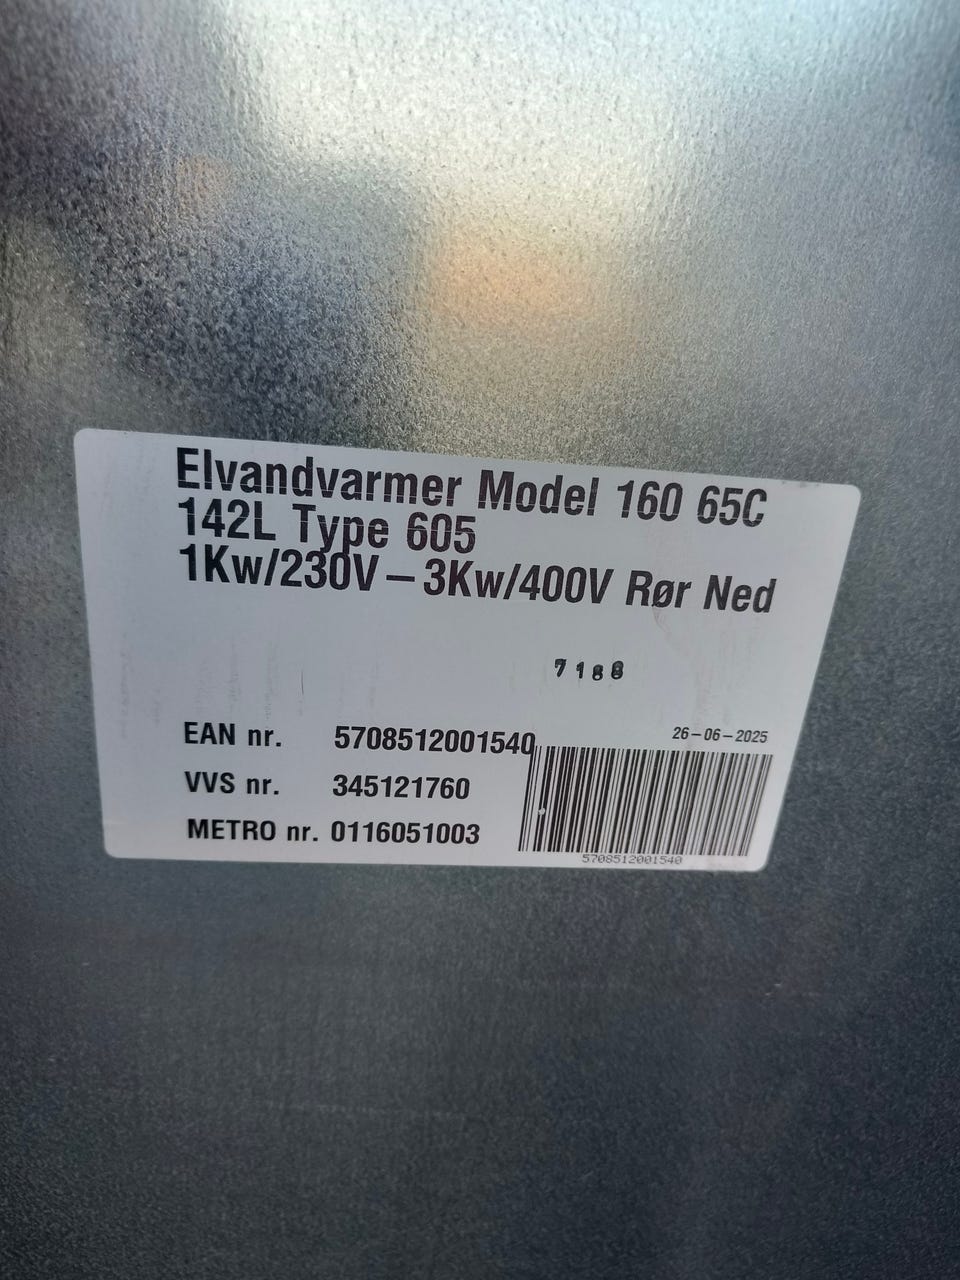 Elvandvarmer Model 160 65C
142L Type 605
1Kw/230V – 3Kw/400V Rør Ned
7188
26-06-2025
EAN nr. 5708512001540
VVS nr. 345121760
METRO nr. 0116051003
5708512001540